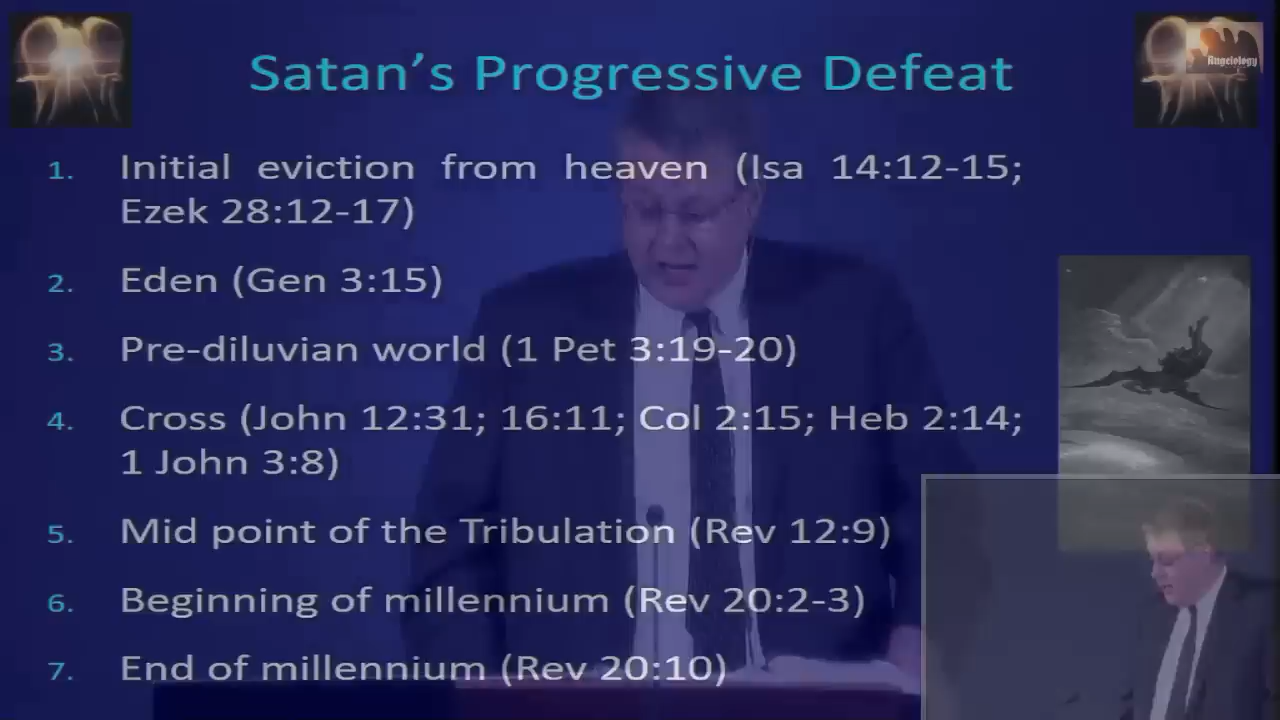 Satan's Progressive Defeat
Angelology
1. Initial eviction from heaven (Isa 14:12-15;
Ezek 28:12-17)
2. Eden (Gen 3:15)
3. Pre-diluvian world (1 Pet 3:19-20)
4. Cross (John 12:31; 16:11; Col 2:15; Heb 2:14;
1 John 3:8)
5. Mid point of the Tribulation (Rev 12:9)
6. Beginning of millennium (Rev 20:2-3)
7. End of millennium (Rev 20:10)